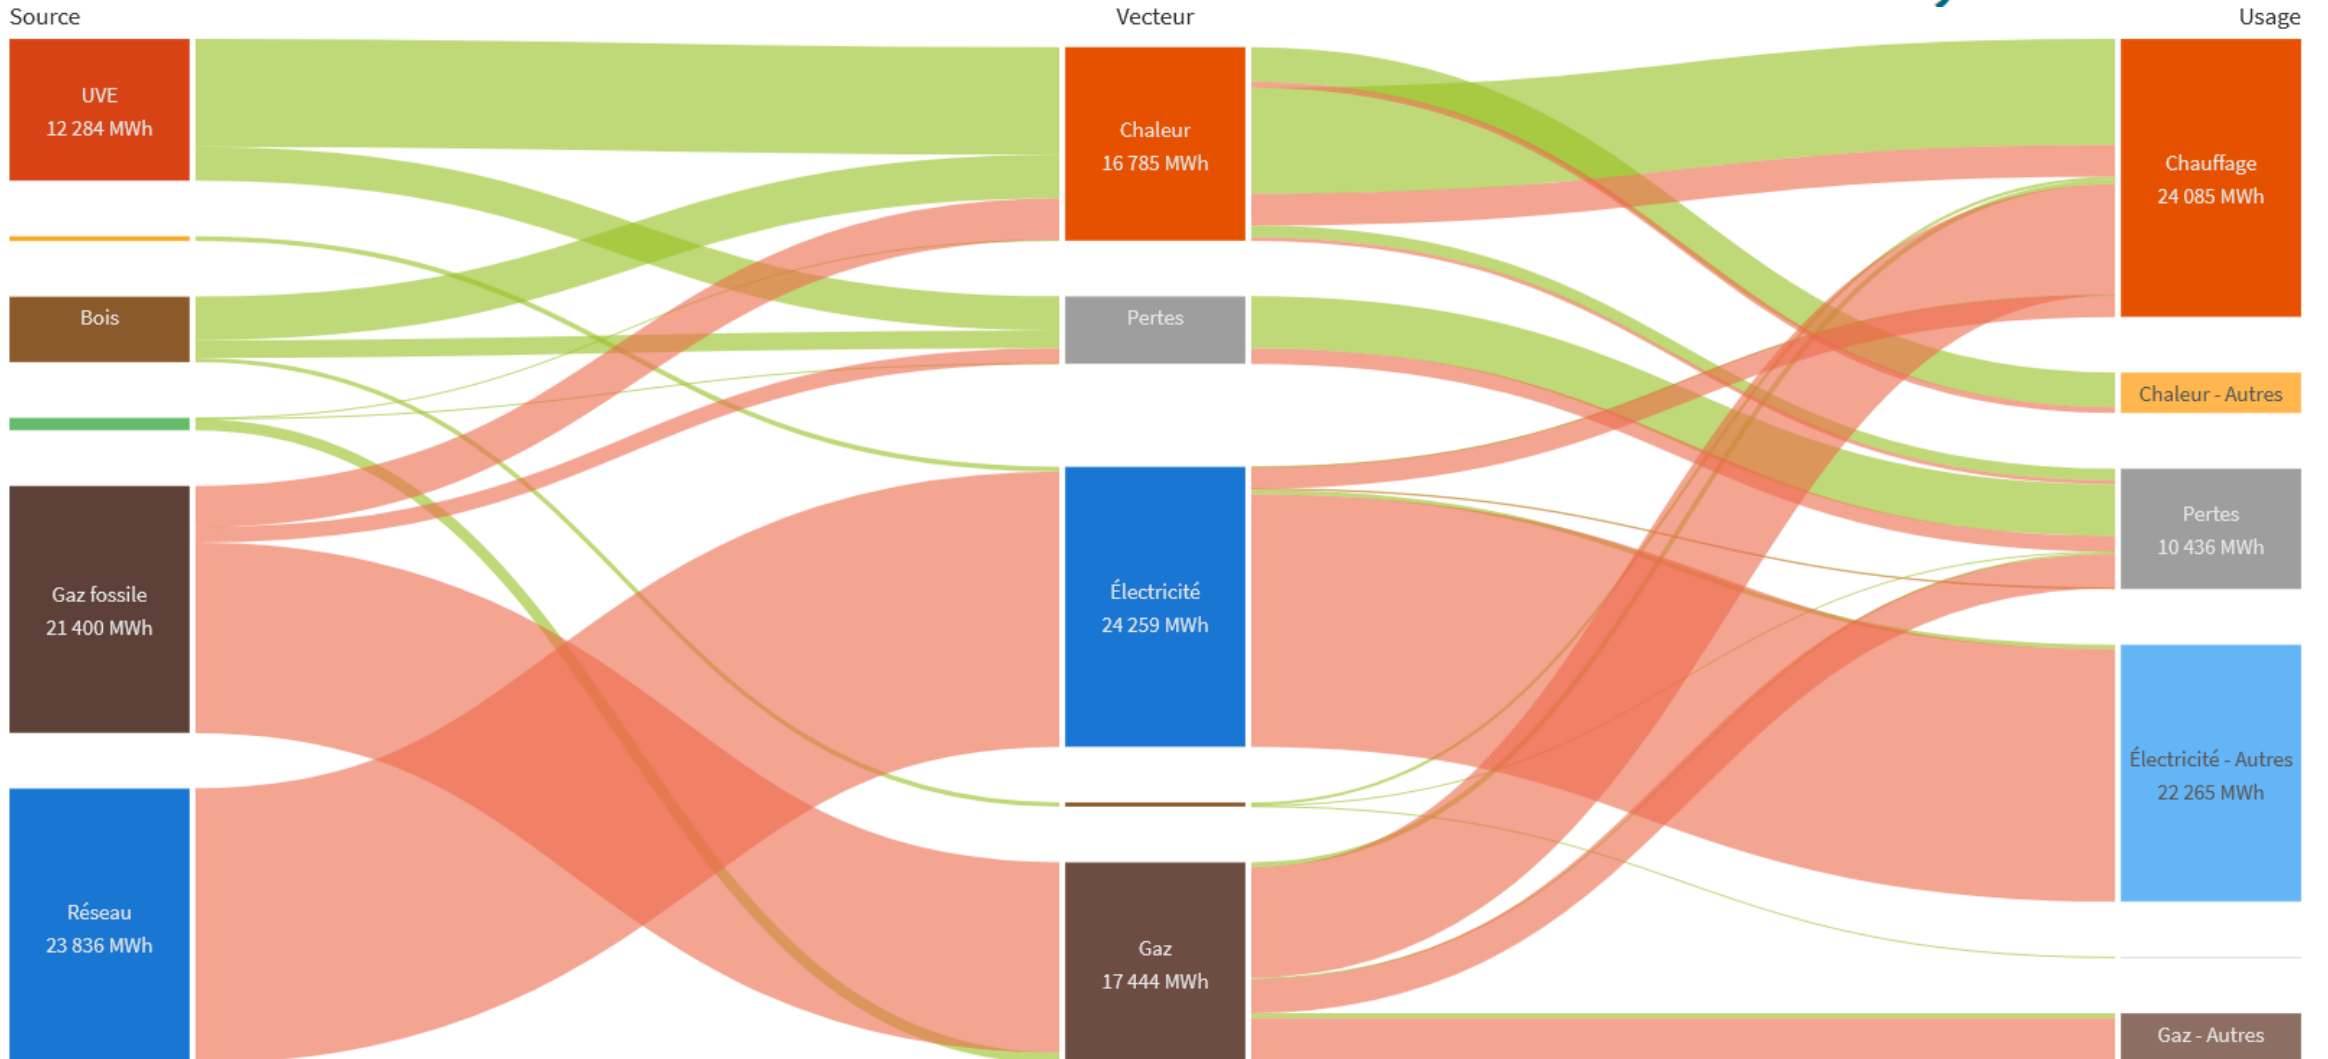 Source
Vecteur
Usage
UVE
12 284 MWh
Chaleur
16 785 MWh
Chauffage
24 085 MWh
Bois
Pertes
Chaleur - Autres
Pertes
10 436 MWh
Gaz fossile
21 400 MWh
Électricité
24 259 MWh
Électricité - Autres
22 265 MWh
Réseau
23 836 MWh
Gaz
17 444 MWh
Gaz - Autres